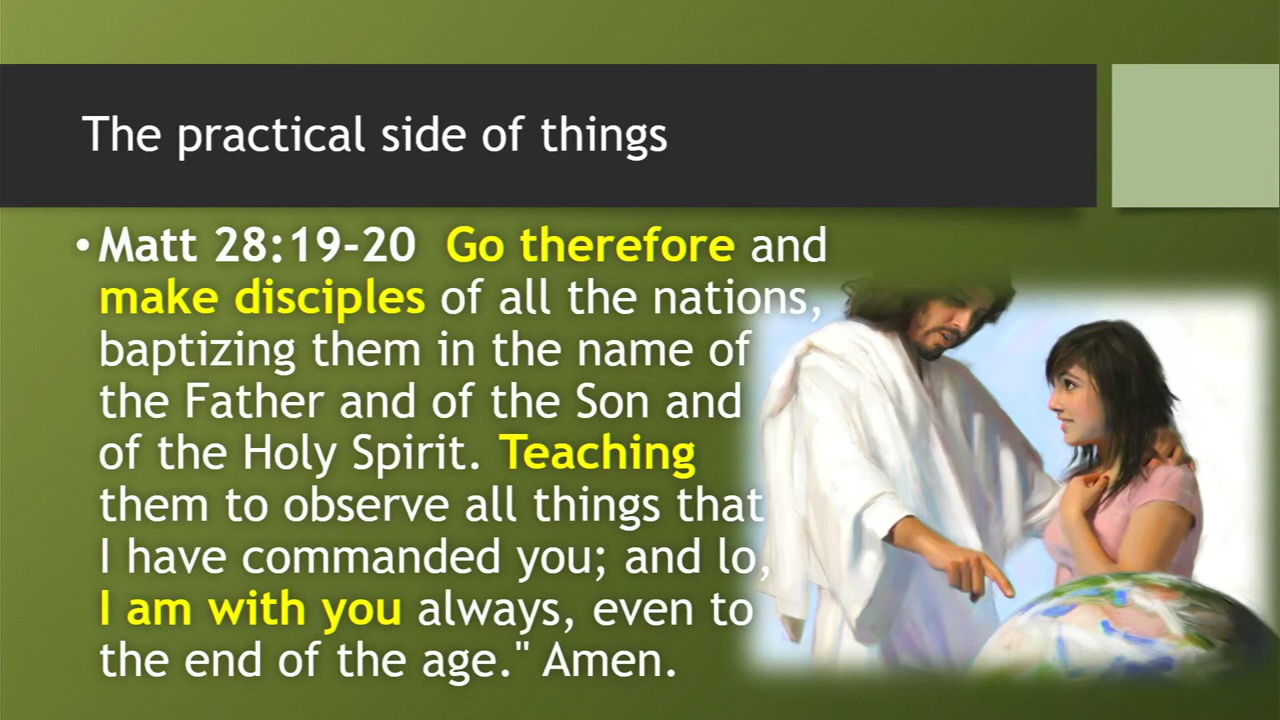 The practical side of things
• Matt 28:19-20  Go therefore and
make disciples of all the nations,
baptizing them in the name of
the Father and of the Son and
of the Holy Spirit. Teaching
them to observe all things that
I have commanded you; and lo,
I am with you always, even to
the end of the age." Amen.